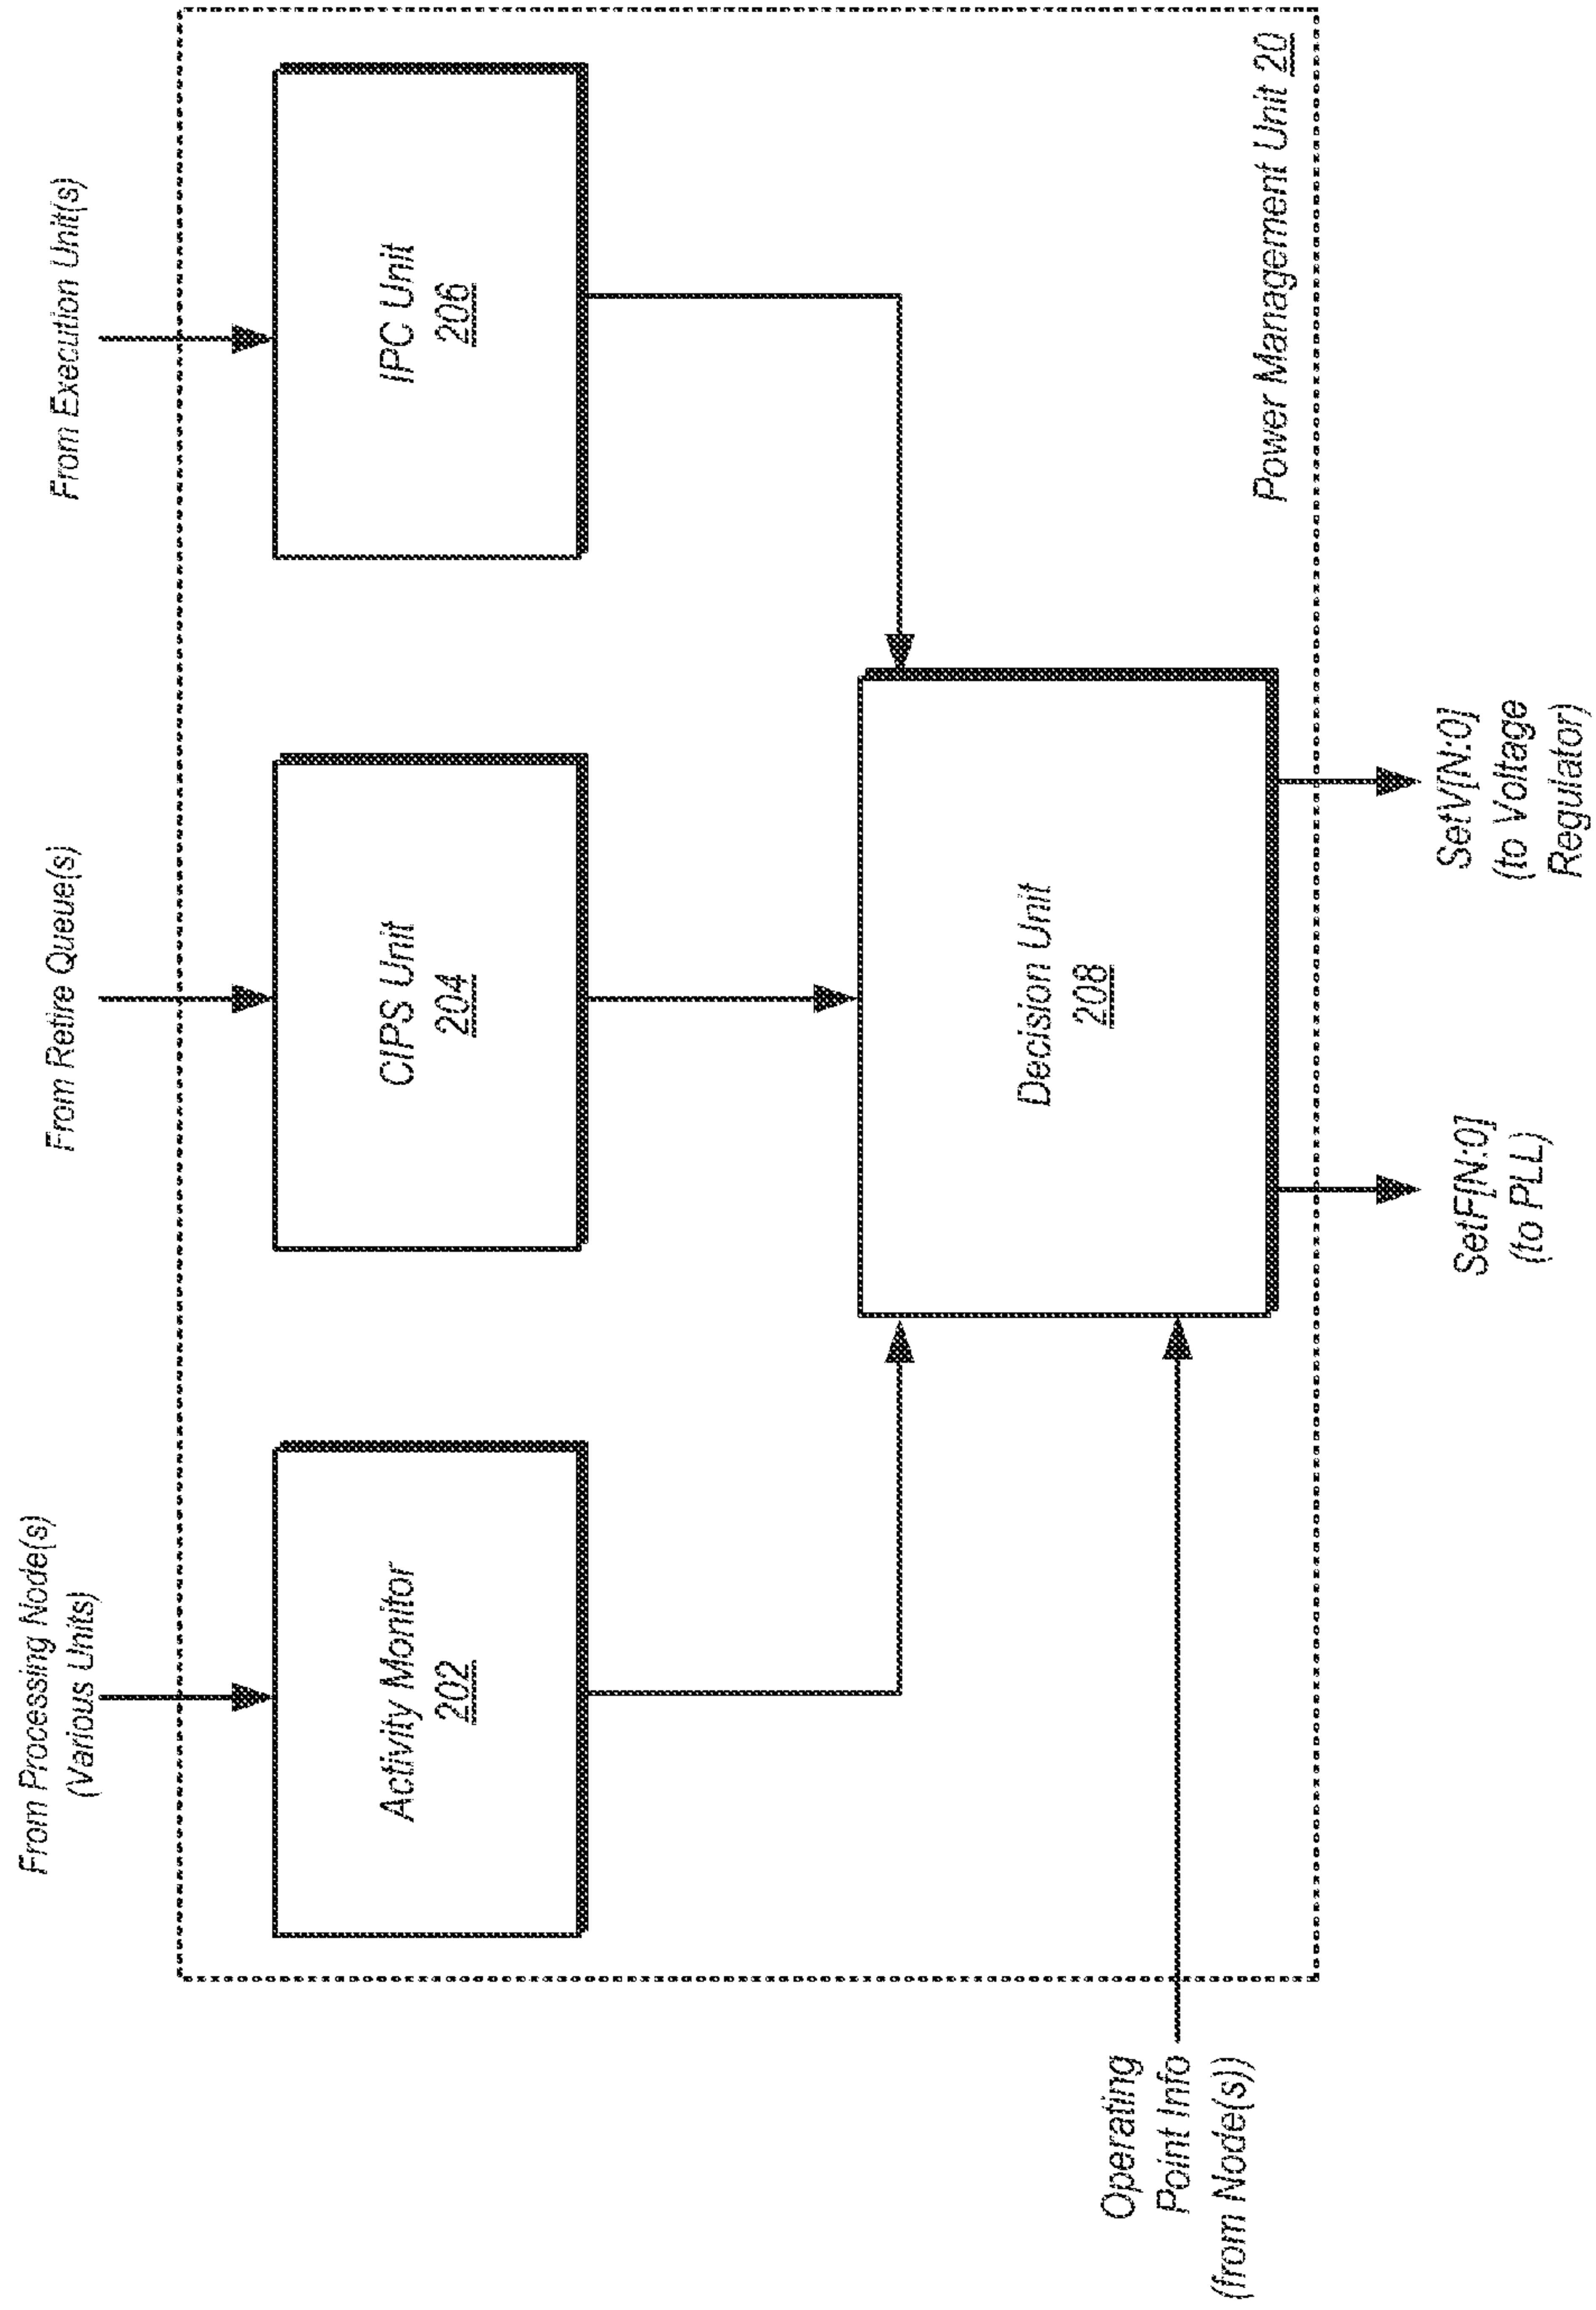 From Processing Node(s)
(Various Units)
From Retire Queue(s)
From Execution Unit(s)
Activity Monitor
202
CIPS Unit
204
IPC Unit
206
Decision Unit
208
Operating
Point Info
(from Node(s))
Power Management Unit 20
SetF[N:0]
(to PLL)
SetV[N:0]
(to Voltage
Regulator)